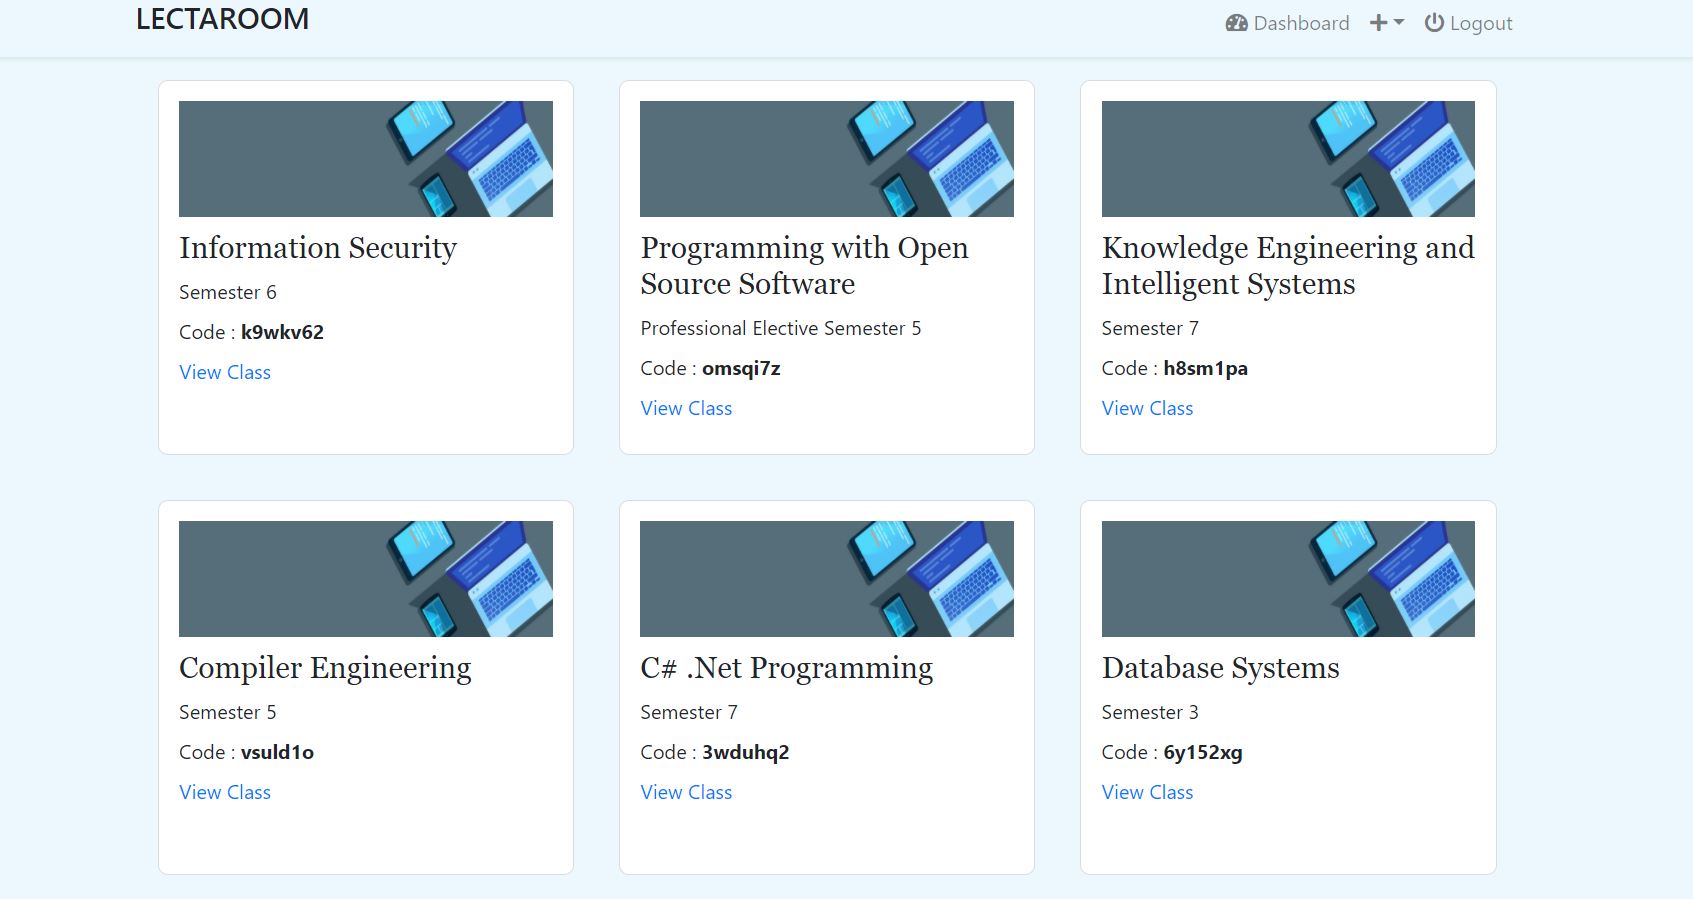 LECTAROOM
Dashboard
Logout
Information Security
Semester 6
Code : k9wkv62
View Class
Programming with Open
Source Software
Professional Elective Semester 5
Code : omsqi7z
View Class
Knowledge Engineering and
Intelligent Systems
Semester 7
Code : h8sm1pa
View Class
Compiler Engineering
Semester 5
Code : vsuld1o
View Class
C# .Net Programming
Semester 7
Code : 3wduhq2
View Class
Database Systems
Semester 3
Code : 6y152xg
View Class